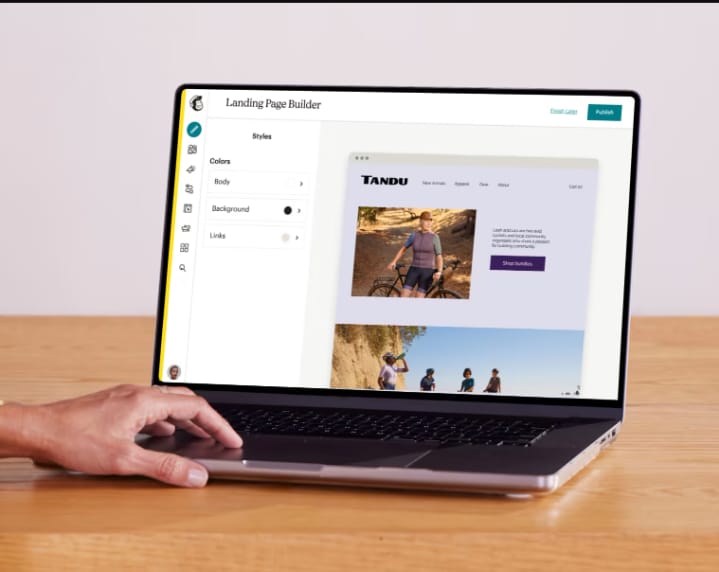 Landing Page Builder
Finish Later
Publish
Styles
Colors
Body
Background
Links
TANDU
New Arrivals
Apparel
Gear
About
Cart (0)
Shop bundles